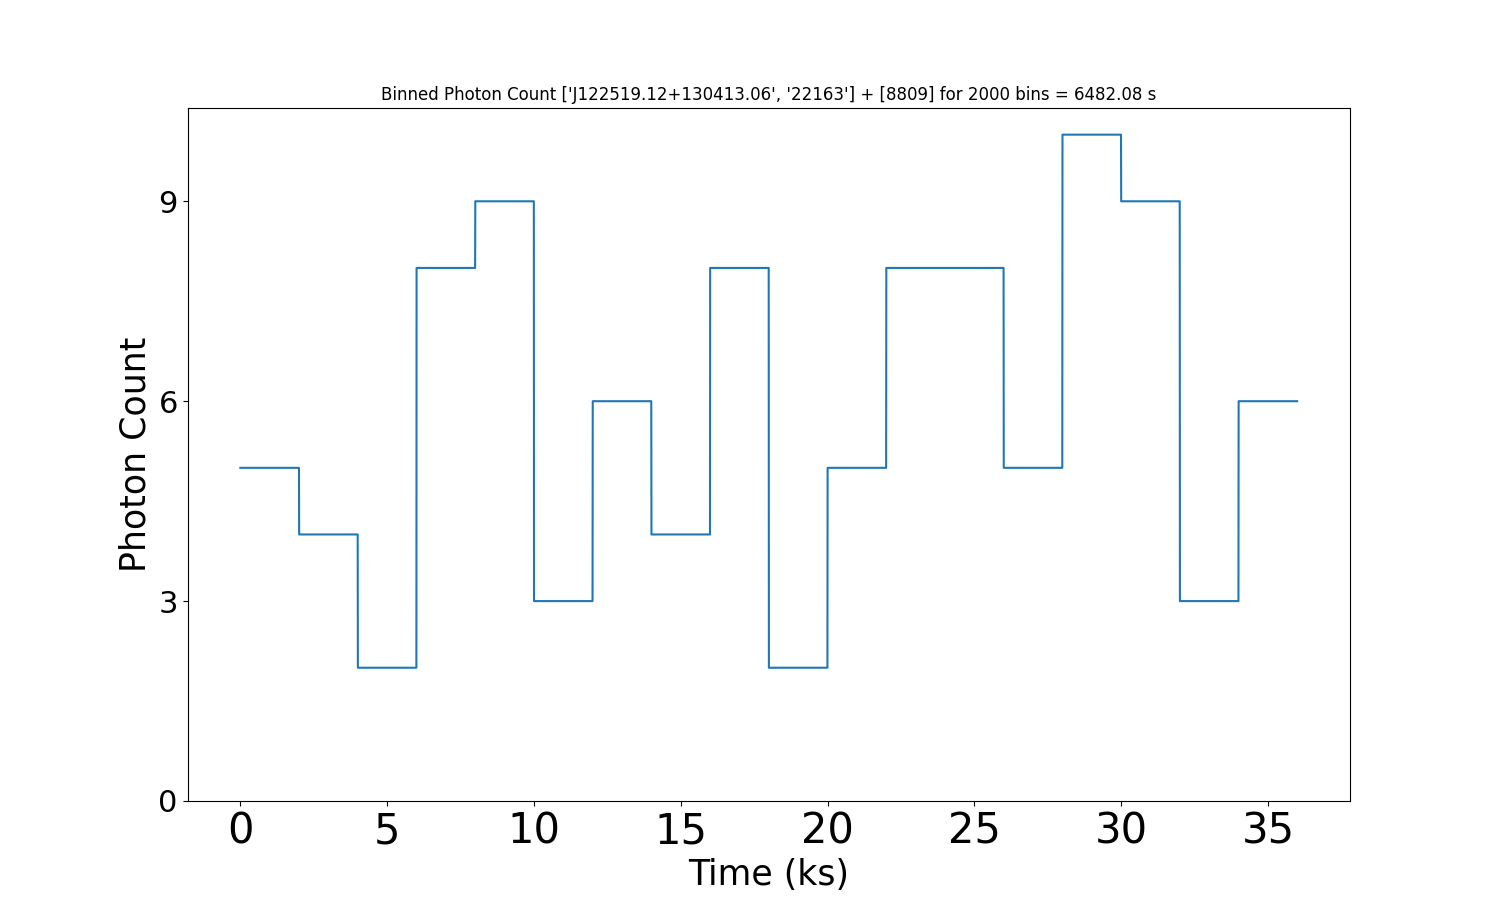 Binned Photon Count ['J122519.12+130413.06', '22163'] + [8809] for 2000 bins = 6482.08 s
9
6
3
0
Photon Count
0 5 10 15 20 25 30 35
Time (ks)